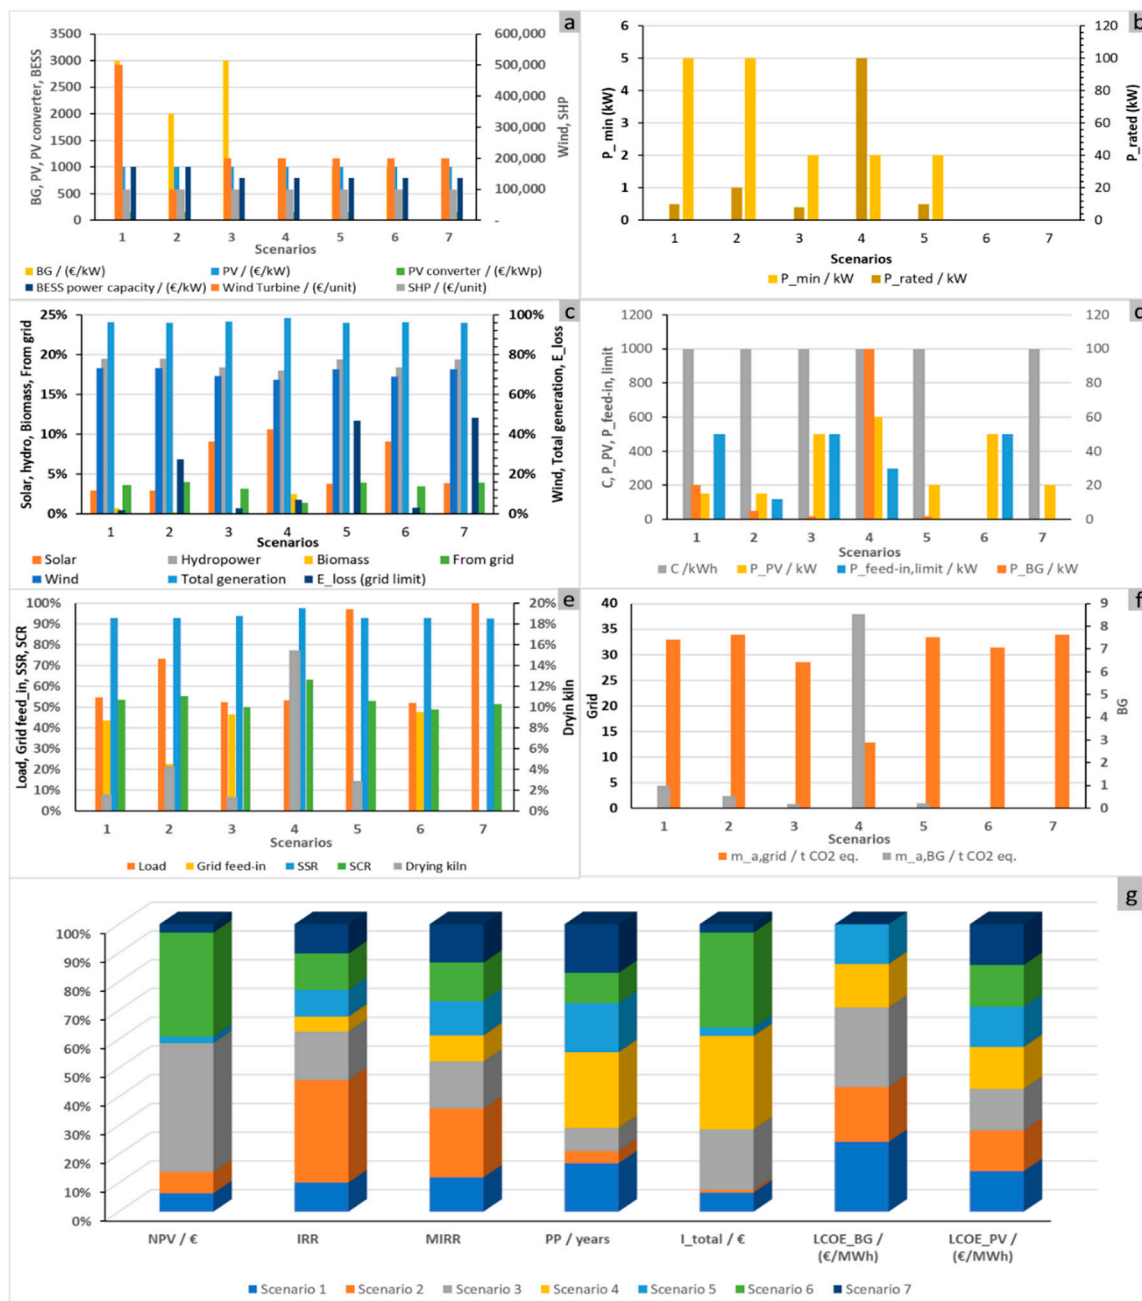 a
3500
3000
2500
2000
1500
1000
500
0
BG, PV, PV converter, BESS
600,000
500,000
400,000
300,000
200,000
100,000
-
Wind, SHP
1 2 3 4 5 6 7
Scenarios
BG / (€/kW) PV / (€/kW) PV converter / (€/kWp)
BESS power capacity / (€/kW) Wind Turbine / (€/unit) SHP / (€/unit)
b
6
5
4
3
2
1
0
P_ min (kW)
120
100
80
60
40
20
0
P_rated (kW)
1 2 3 4 5 6 7
Scenarios
P_min / kW P_rated / kW
c
25%
20%
15%
10%
5%
0%
Solar, hydro, Biomass, From grid
100%
80%
60%
40%
20%
0%
Wind, Total generation, E_loss
1 2 3 4 5 6 7
Scenarios
Solar Hydropower Biomass From grid
Wind Total generation E_loss (grid limit)
d
1200
1000
800
600
400
200
0
C, P_PV, P_feed-in, limit
120
100
80
60
40
20
0
1 2 3 4 5 6 7
Scenarios
C /kWh P_PV / kW P_feed-in,limit / kW P_BG / kW
e
100%
90%
80%
70%
60%
50%
40%
30%
20%
10%
0%
Load, Grid feed_in, SSR, SCR
20%
18%
16%
14%
12%
10%
8%
6%
4%
2%
0%
Dryin kiln
1 2 3 4 5 6 7
Scenarios
Load Grid feed-in SSR SCR Drying kiln
f
40
35
30
25
20
15
10
5
0
Grid
9
8
7
6
5
4
3
2
1
0
BG
1 2 3 4 5 6 7
Scenarios
m_a,grid / t CO2 eq. m_a,BG / t CO2 eq.
g
100%
90%
80%
70%
60%
50%
40%
30%
20%
10%
0%
NPV / € IRR MIRR PP / years I_total / € LCOE_BG / (€/MWh) LCOE_PV / (€/MWh)
Scenario 1 Scenario 2 Scenario 3 Scenario 4 Scenario 5 Scenario 6 Scenario 7